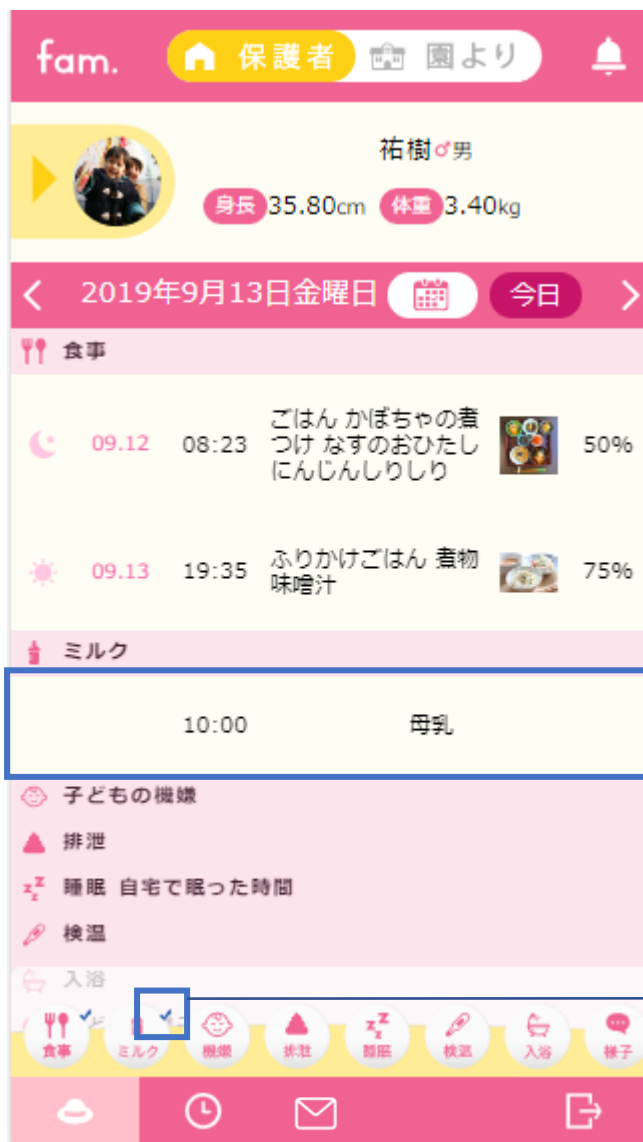 fam.
保護者
園より
祐樹♂男
身長 35.80cm 体重 3.40kg
2019年9月13日金曜日
今日
食事
09.12 08:23 ごはん かぼちゃの煮
つけ なすのおひたし
にんじんしりしり
50%
09.13 19:35 ふりかけごはん 煮物
味噌汁
75%
ミルク
10:00 母乳
子どもの機嫌
排泄
睡眠 自宅で眠った時間
検温
入浴
食事 ミルク 機嫌 排泄 睡眠 検温 入浴 様子